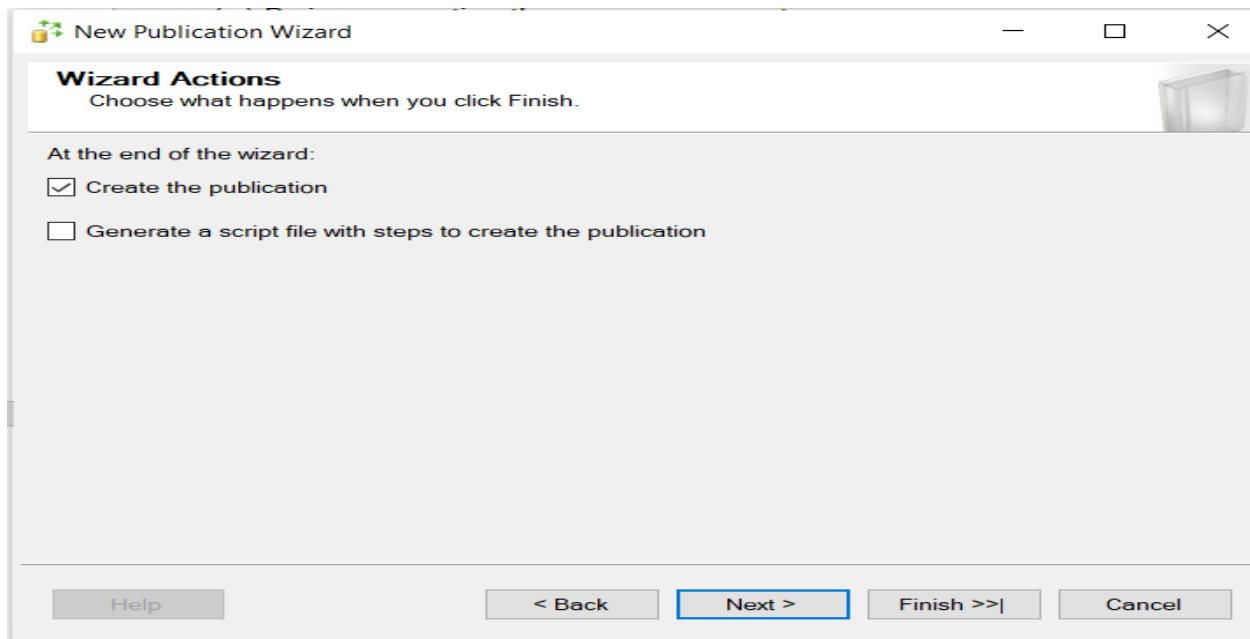 New Publication Wizard
Wizard Actions
Choose what happens when you click Finish.
At the end of the wizard:
Create the publication
Generate a script file with steps to create the publication
Help
< Back
Next >
Finish >>|
Cancel